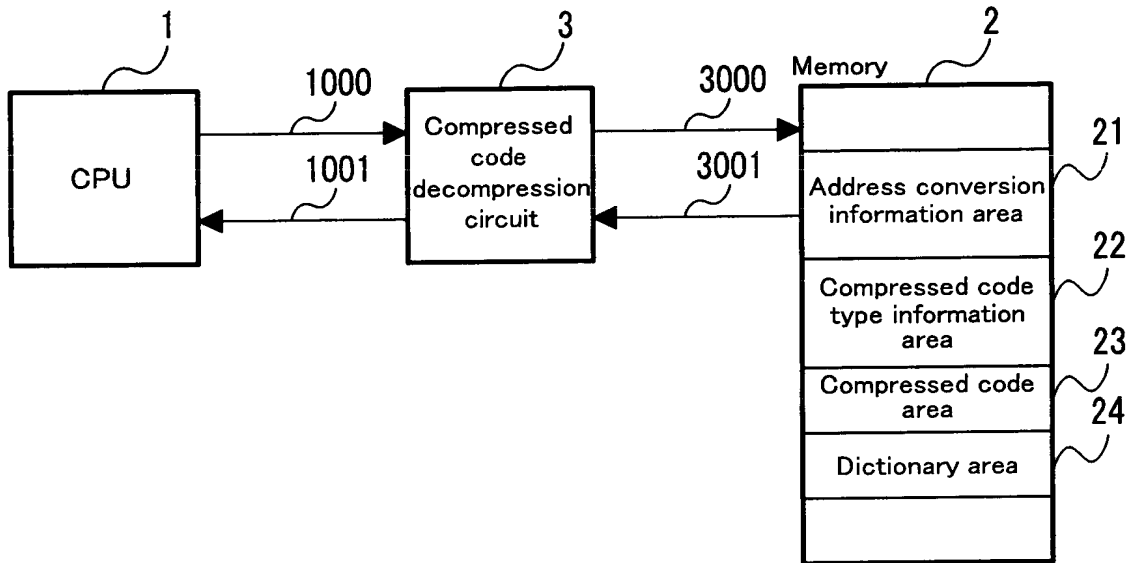 1
3
2
1000
3000
Memory
CPU
Compressed
code
decompression
circuit
1001
3001
21
Address conversion
information area
22
Compressed code
type information
area
23
Compressed code
area
24
Dictionary area